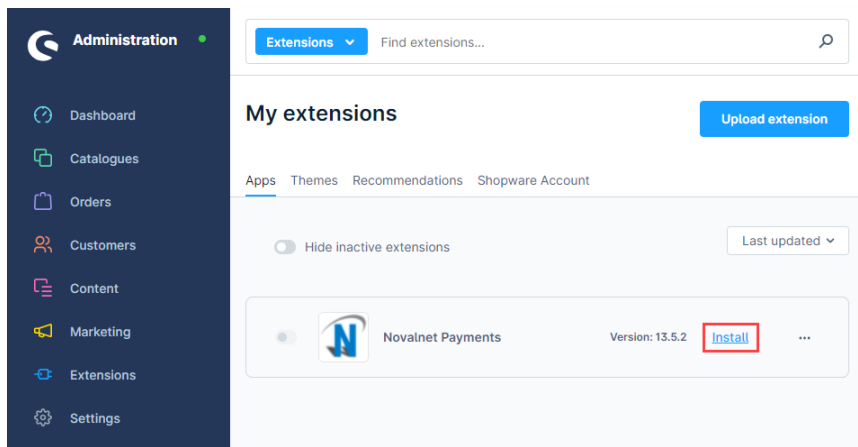 Administration
Dashboard
Catalogues
Orders
Customers
Content
Marketing
Extensions
Settings
Extensions Find extensions...
My extensions
Upload extension
Apps Themes Recommendations Shopware Account
Hide inactive extensions
Last updated
N
Novalnet Payments Version: 13.5.2 Install ...